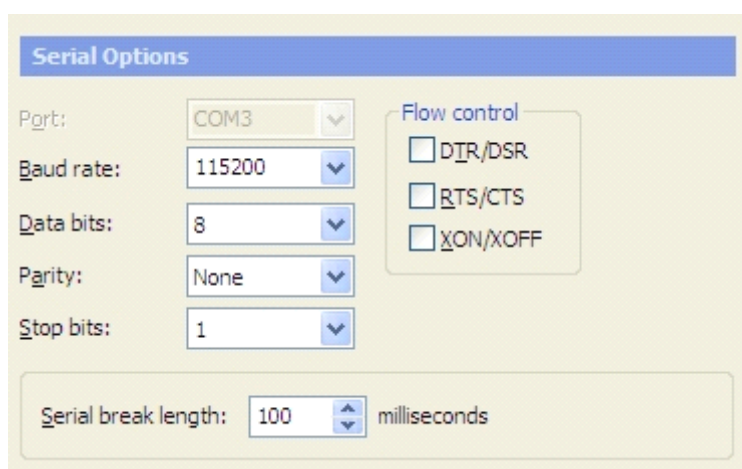 Serial Options
Port: COM3
Baud rate: 115200
Data bits: 8
Parity: None
Stop bits: 1
Flow control
DTR/DSR
RTS/CTS
XON/XOFF
Serial break length: 100 milliseconds